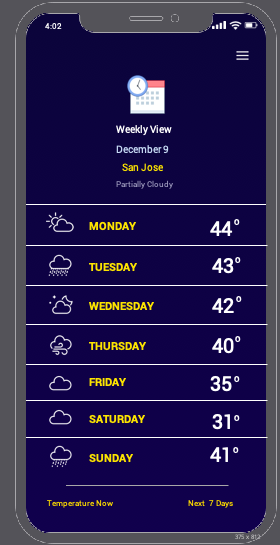 4:02
Weekly View
December 9
San Jose
Partially Cloudy
MONDAY 44°
TUESDAY 43°
WEDNESDAY 42°
THURSDAY 40°
FRIDAY 35°
SATURDAY 31°
SUNDAY 41°
Temperature Now Next 7 Days
375 x 812